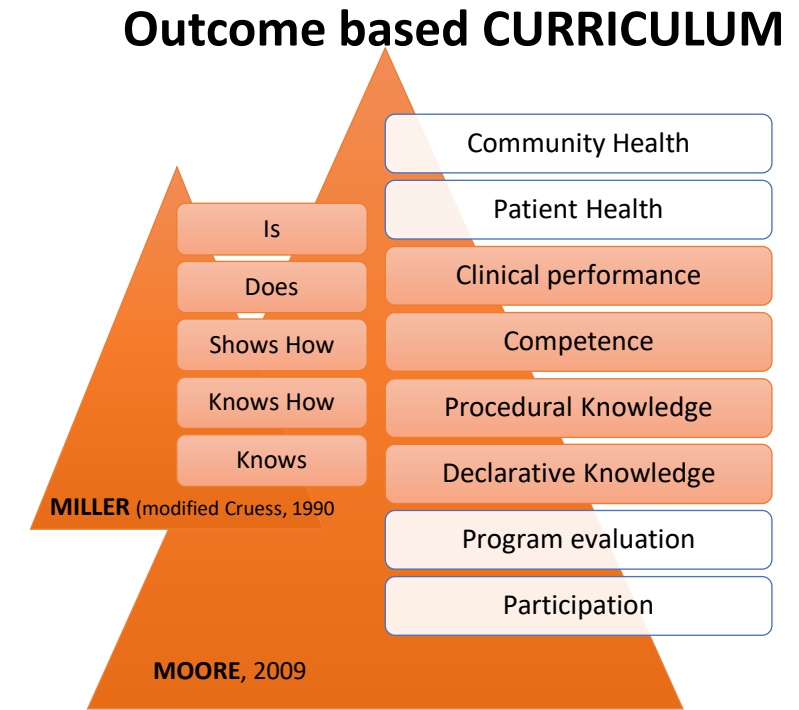 Outcome based CURRICULUM
Is
Does
Shows How
Knows How
Knows
MILLER (modified Cruess, 1990
Community Health
Patient Health
Clinical performance
Competence
Procedural Knowledge
Declarative Knowledge
Program evaluation
Participation
MOORE, 2009